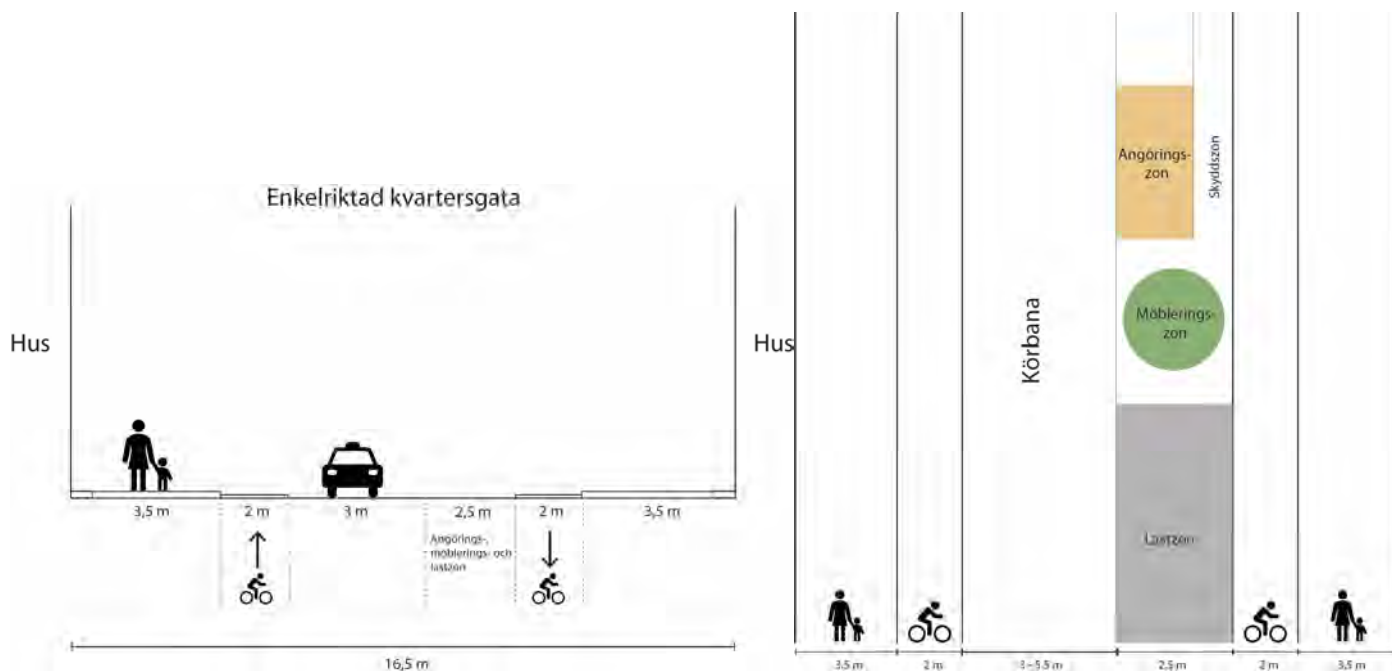 Enkelriktad kvartersgata
Hus
Hus
3,5 m
2 m
3 m
2,5 m
2 m
3,5 m
Angörings-,
möblerings- och
lastzon
16,5 m
Angörings-
zon
Skyddszon
Möblerings-
zon
Körbana
Lastzon
3,5 m
2 m
2,5 m
2 m
3,5 m